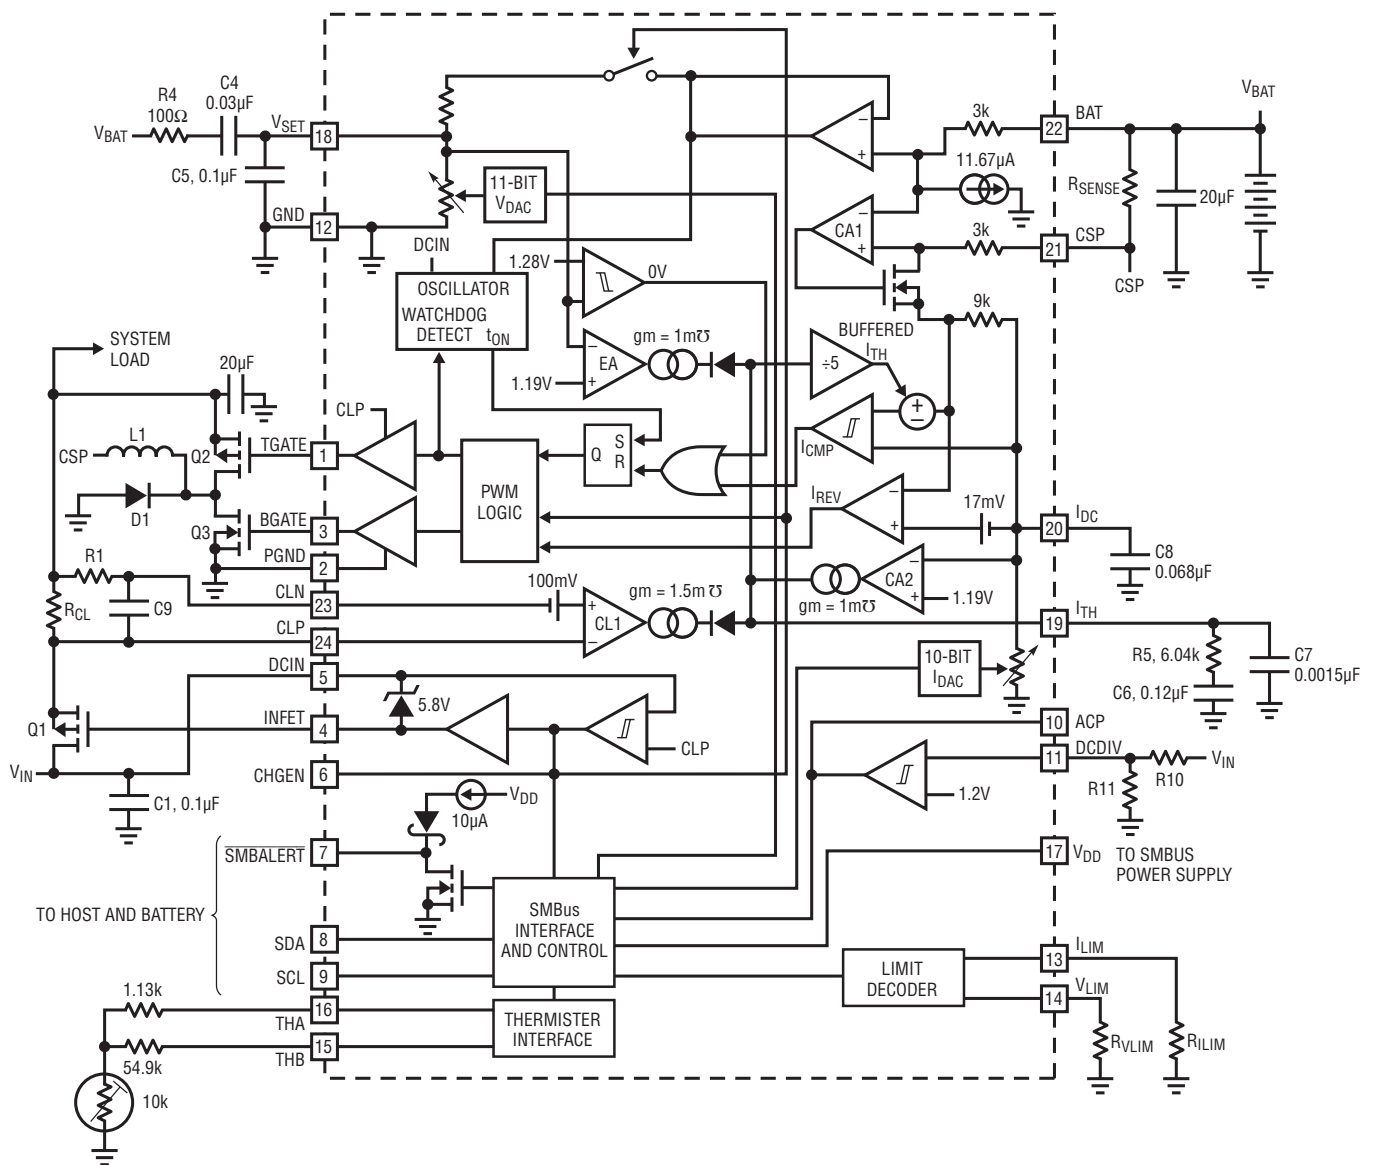 VBAT
R4
100Ω
C4
0.03µF
VSET
18
C5, 0.1µF
GND
12
11-BIT
VDAC
DCIN
OSCILLATOR
WATCHDOG
DETECT tON
1.28V
0V
EA
1.19V
gm = 1m℧
÷5
BUFFERED
ITH
+
−
ICMP
3k
22
BAT
VBAT
−
+
11.67µA
RSENSE
20µF
CA1
−
+
3k
21
CSP
CSP
9k
SYSTEM
LOAD
20µF
CLP
L1
CSP
Q2
TGATE
1
D1
Q3
BGATE
3
PGND
2
PWM
LOGIC
Q
S
R
IREV
−
+
17mV
20
IDC
C8
0.068µF
R1
RCL
C9
CLN
23
CLP
24
100mV
+
CL1
−
gm = 1.5m ℧
gm = 1m℧
CA2
−
+
1.19V
19
ITH
R5, 6.04k
C6, 0.12µF
C7
0.0015µF
10-BIT
IDAC
DCIN
5
5.8V
INFET
4
Q1
CLP
VIN
CHGEN
6
C1, 0.1µF
10
ACP
11
DCDIV
R10
VIN
R11
1.2V
VDD
10µA
SMBALERT
7
17
VDD
TO SMBUS
POWER SUPPLY
TO HOST AND BATTERY
SDA
8
SCL
9
SMBus
INTERFACE
AND CONTROL
LIMIT
DECODER
13
ILIM
14
VLIM
RVLIM
RILIM
1.13k
THA
16
THB
15
54.9k
10k
THERMISTER
INTERFACE